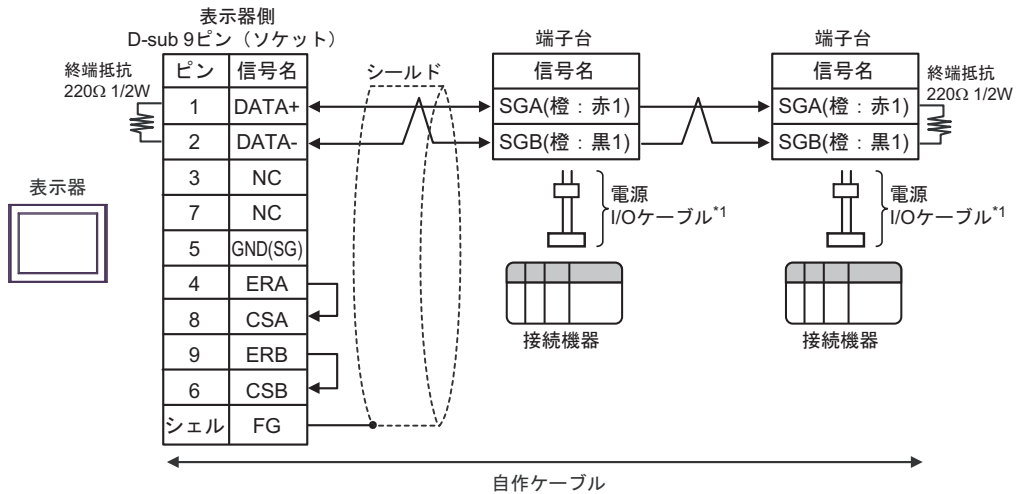 表示器側
D-sub 9ピン（ソケット）
終端抵抗
220Ω 1/2W
ピン 信号名
1 DATA+
2 DATA-
3 NC
7 NC
5 GND(SG)
4 ERA
8 CSA
9 ERB
6 CSB
シェル FG
表示器
シールド
端子台
信号名
SGA(橙：赤1)
SGB(橙：黒1)
電源
I/Oケーブル*1
接続機器
端子台
信号名
SGA(橙：赤1)
SGB(橙：黒1)
終端抵抗
220Ω 1/2W
電源
I/Oケーブル*1
接続機器
自作ケーブル